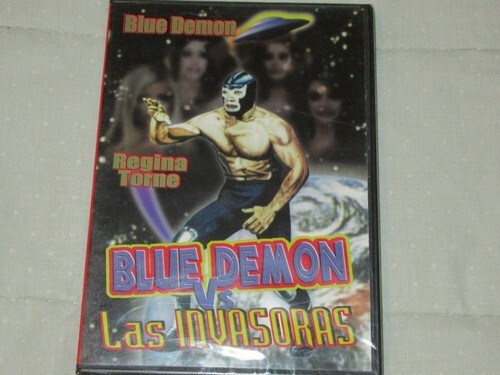 Blue Demon
Regina
Torne
BLUE DEMON
Vs
Las INVASORAS